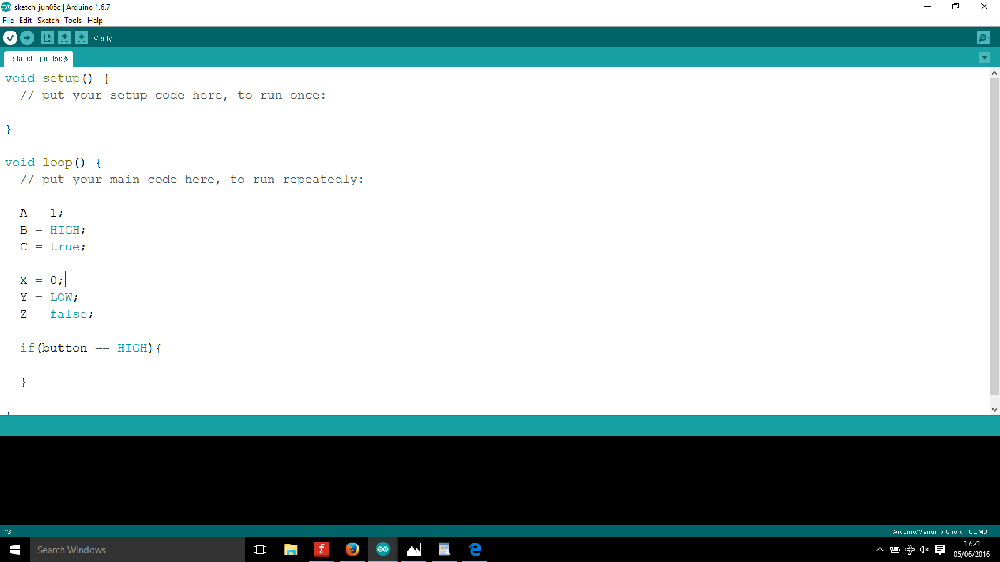 sketch_jun05c | Arduino 1.6.7
File Edit Sketch Tools Help
Verify
sketch_jun05c §
void setup() {
  // put your setup code here, to run once:
}
void loop() {
  // put your main code here, to run repeatedly:
  A = 1;
  B = HIGH;
  C = true;
  X = 0;
  Y = LOW;
  Z = false;
  if(button == HIGH){
  }
13
Arduino/Genuino Uno on COM6
Search Windows
17:21
05/06/2016